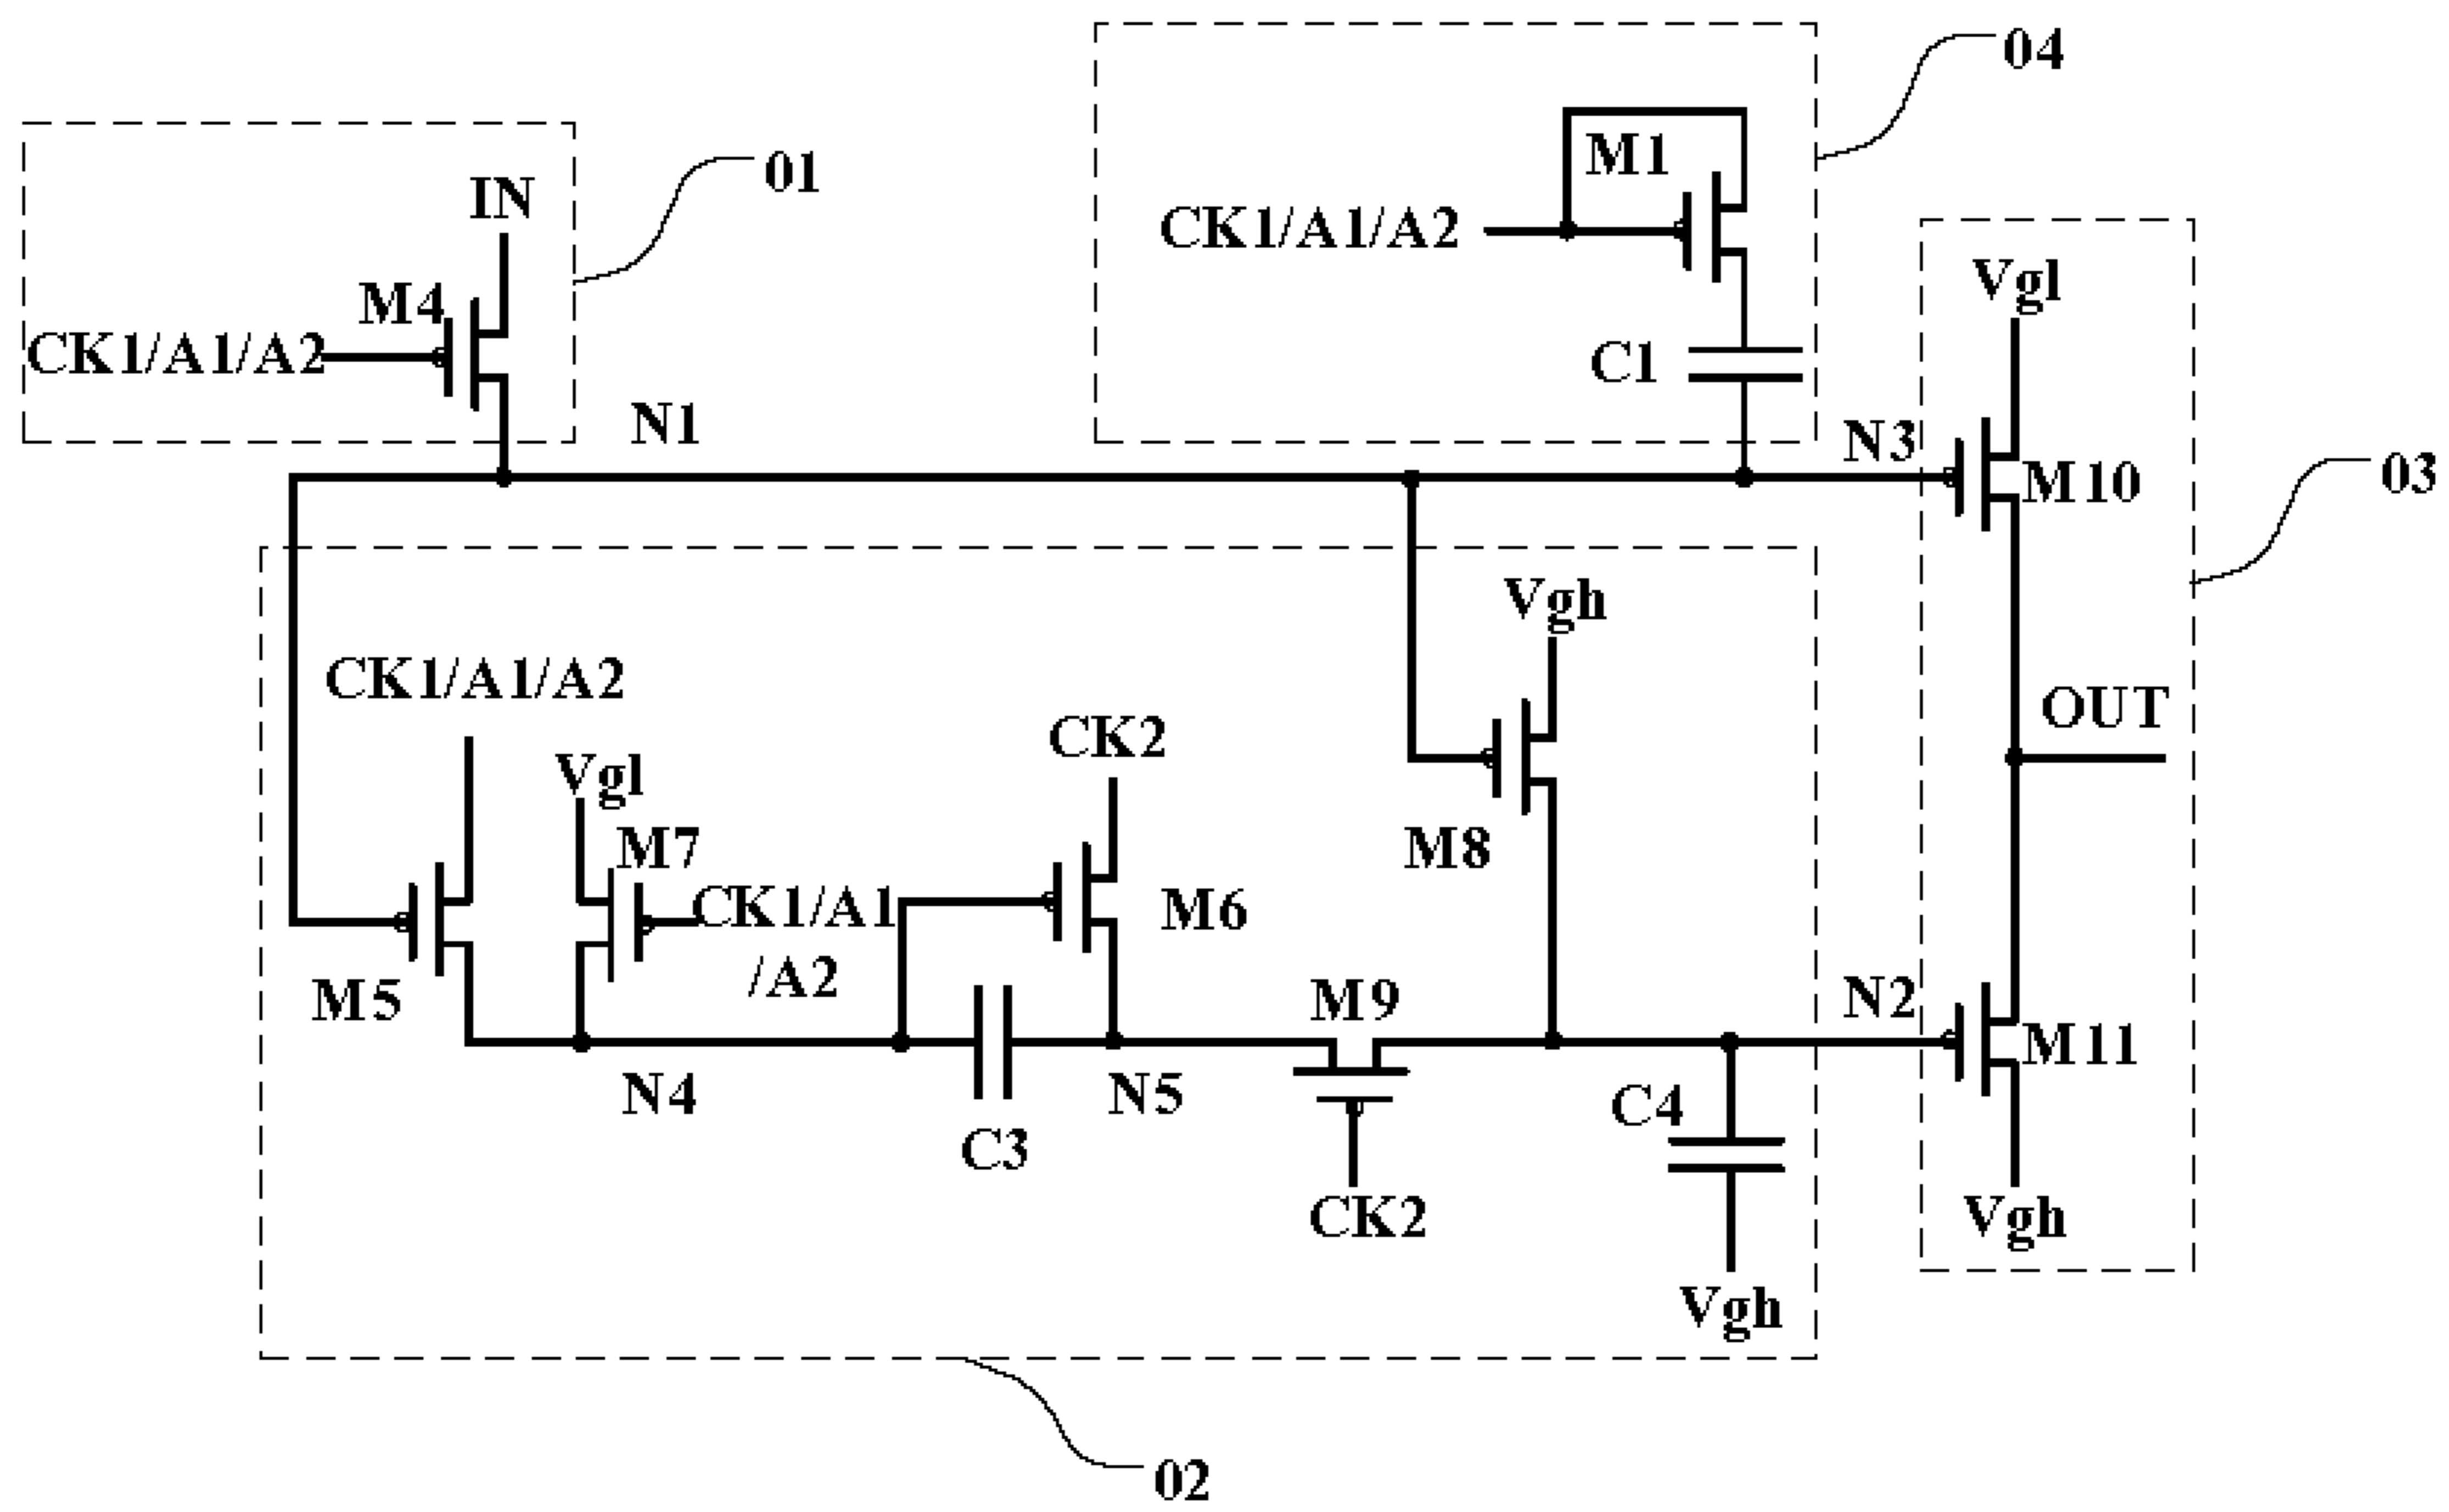 04
01
M1
IN
CK1/A1/A2
Vgl
M4
CK1/A1/A2
C1
N1
N3
M10
03
Vgh
CK1/A1/A2
OUT
CK2
Vgl
M7
M8
CK1/A1
/A2
M6
M5
M9
N2
M11
N4
N5
C4
C3
CK2
Vgh
Vgh
02